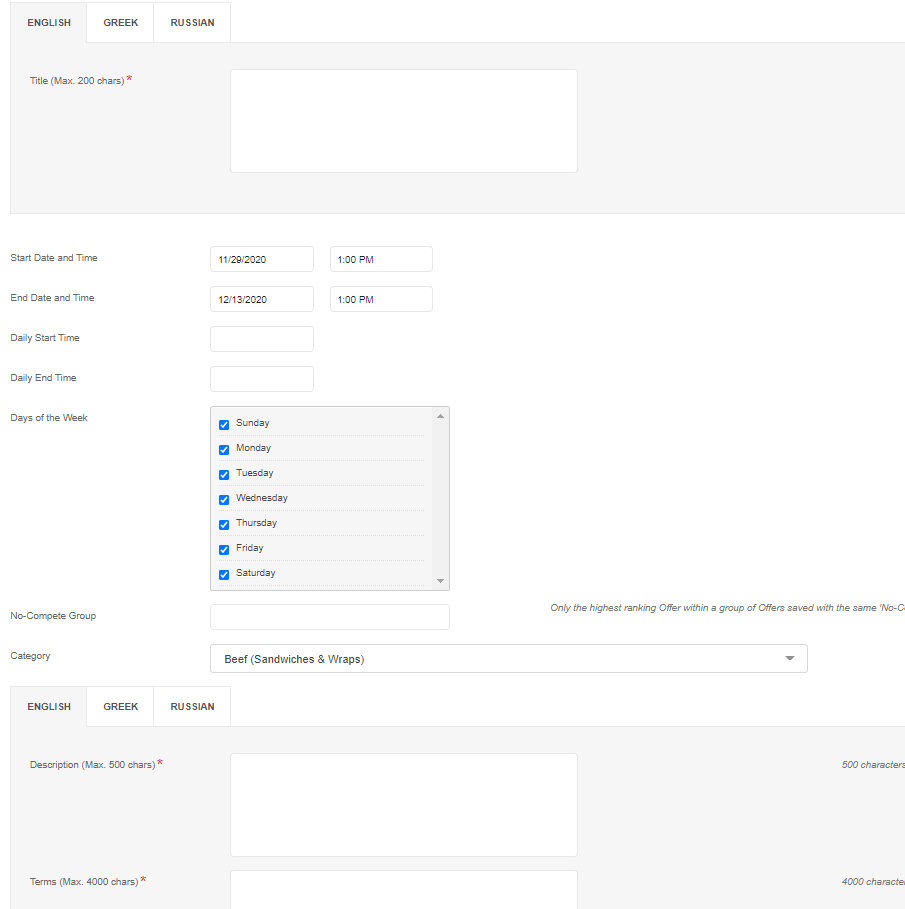 ENGLISH GREEK RUSSIAN
Title (Max. 200 chars)*
Start Date and Time 11/29/2020 1:00 PM
End Date and Time 12/13/2020 1:00 PM
Daily Start Time
Daily End Time
Days of the Week
Sunday
Monday
Tuesday
Wednesday
Thursday
Friday
Saturday
No-Compete Group Only the highest ranking Offer within a group of Offers saved with the same 'No-C
Category Beef (Sandwiches & Wraps)
ENGLISH GREEK RUSSIAN
Description (Max. 500 chars)* 500 characters
Terms (Max. 4000 chars)* 4000 character